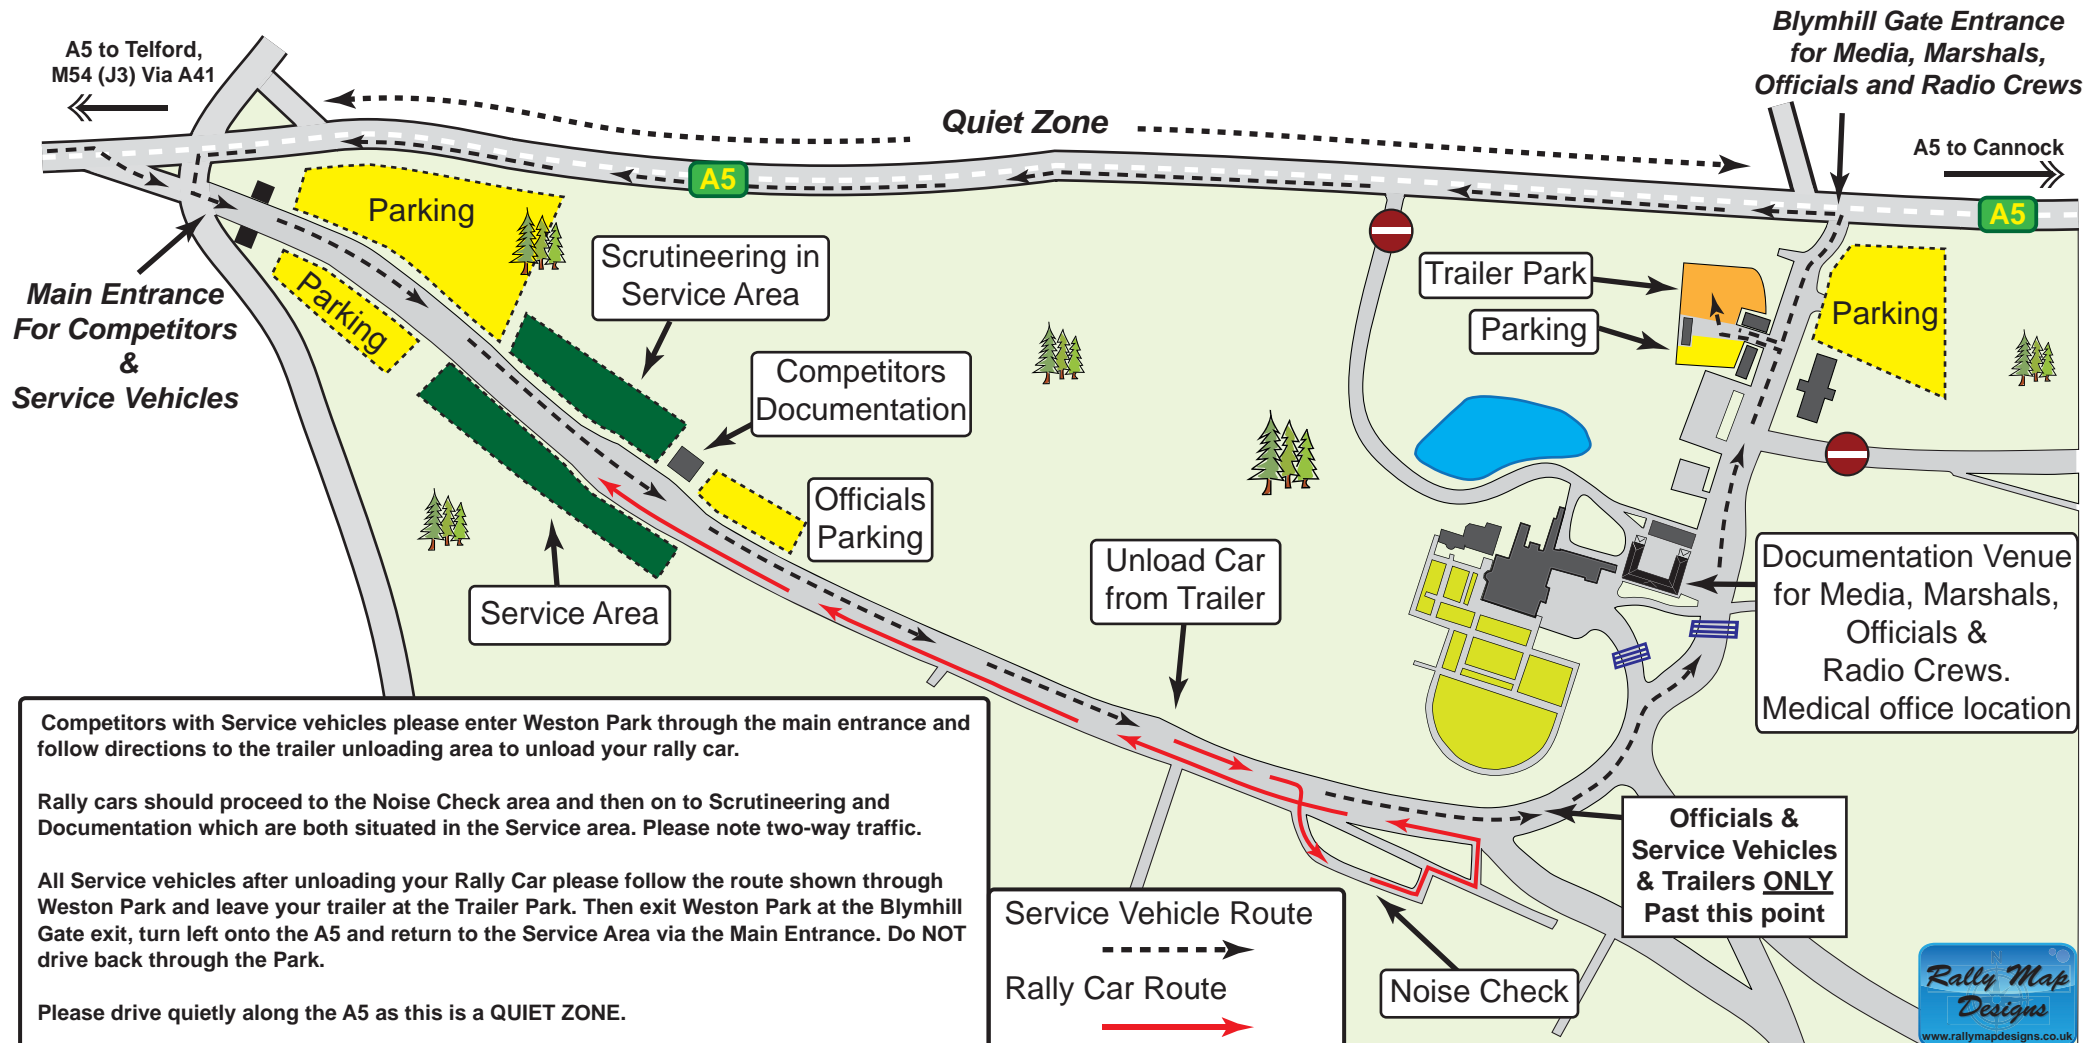 A5 to Telford,
M54 (J3) Via A41
Quiet Zone
Blymhill Gate Entrance
for Media, Marshals,
Officials and Radio Crews
A5 to Cannock
A5
A5
Parking
Parking
Main Entrance
For Competitors
&
Service Vehicles
Scrutineering in
Service Area
Competitors
Documentation
Officials
Parking
Service Area
Unload Car
from Trailer
Trailer Park
Parking
Parking
Documentation Venue
for Media, Marshals,
Officials &
Radio Crews.
Medical office location
Officials &
Service Vehicles
& Trailers ONLY
Past this point
Noise Check
Competitors with Service vehicles please enter Weston Park through the main entrance and
follow directions to the trailer unloading area to unload your rally car.
Rally cars should proceed to the Noise Check area and then on to Scrutineering and
Documentation which are both situated in the Service area. Please note two-way traffic.
All Service vehicles after unloading your Rally Car please follow the route shown through
Weston Park and leave your trailer at the Trailer Park. Then exit Weston Park at the Blymhill
Gate exit, turn left onto the A5 and return to the Service Area via the Main Entrance. Do NOT
drive back through the Park.
Please drive quietly along the A5 as this is a QUIET ZONE.
Service Vehicle Route
Rally Car Route
N
Rally Map
Designs
www.rallymapdesigns.co.uk